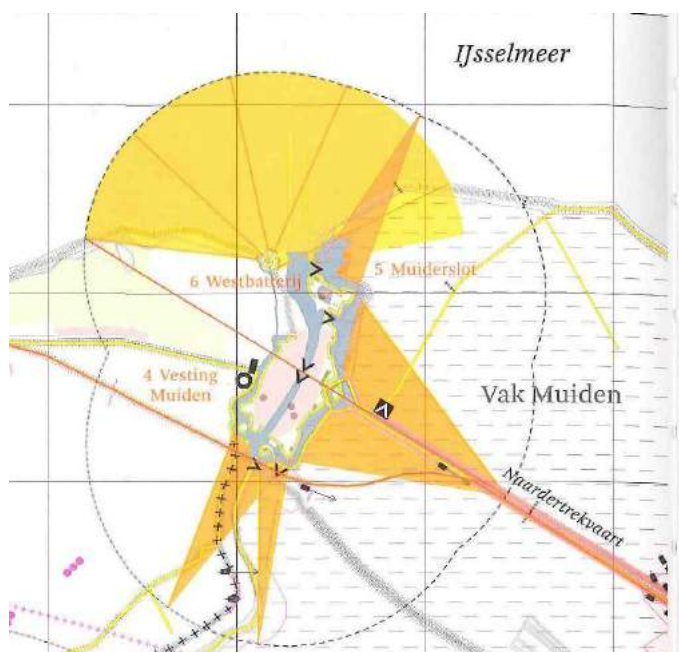 IJsselmeer
6 Westbatterij
5 Muiderslot
4 Vesting
Muiden
Vak Muiden
Naardertrekvaart